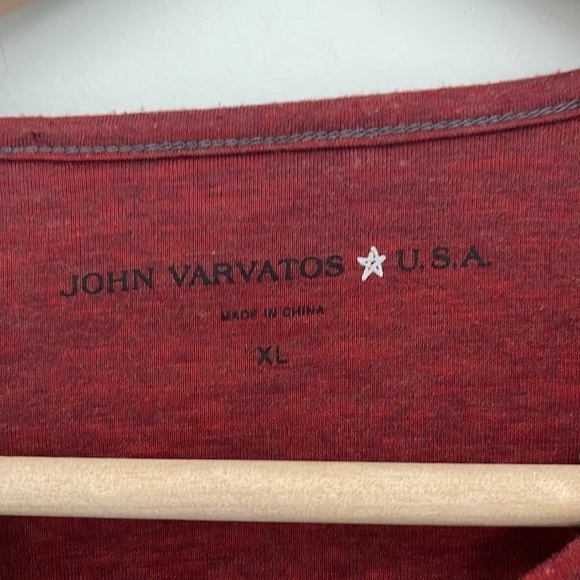 JOHN VARVATOS ☆ U.S.A.
MADE IN CHINA
XL